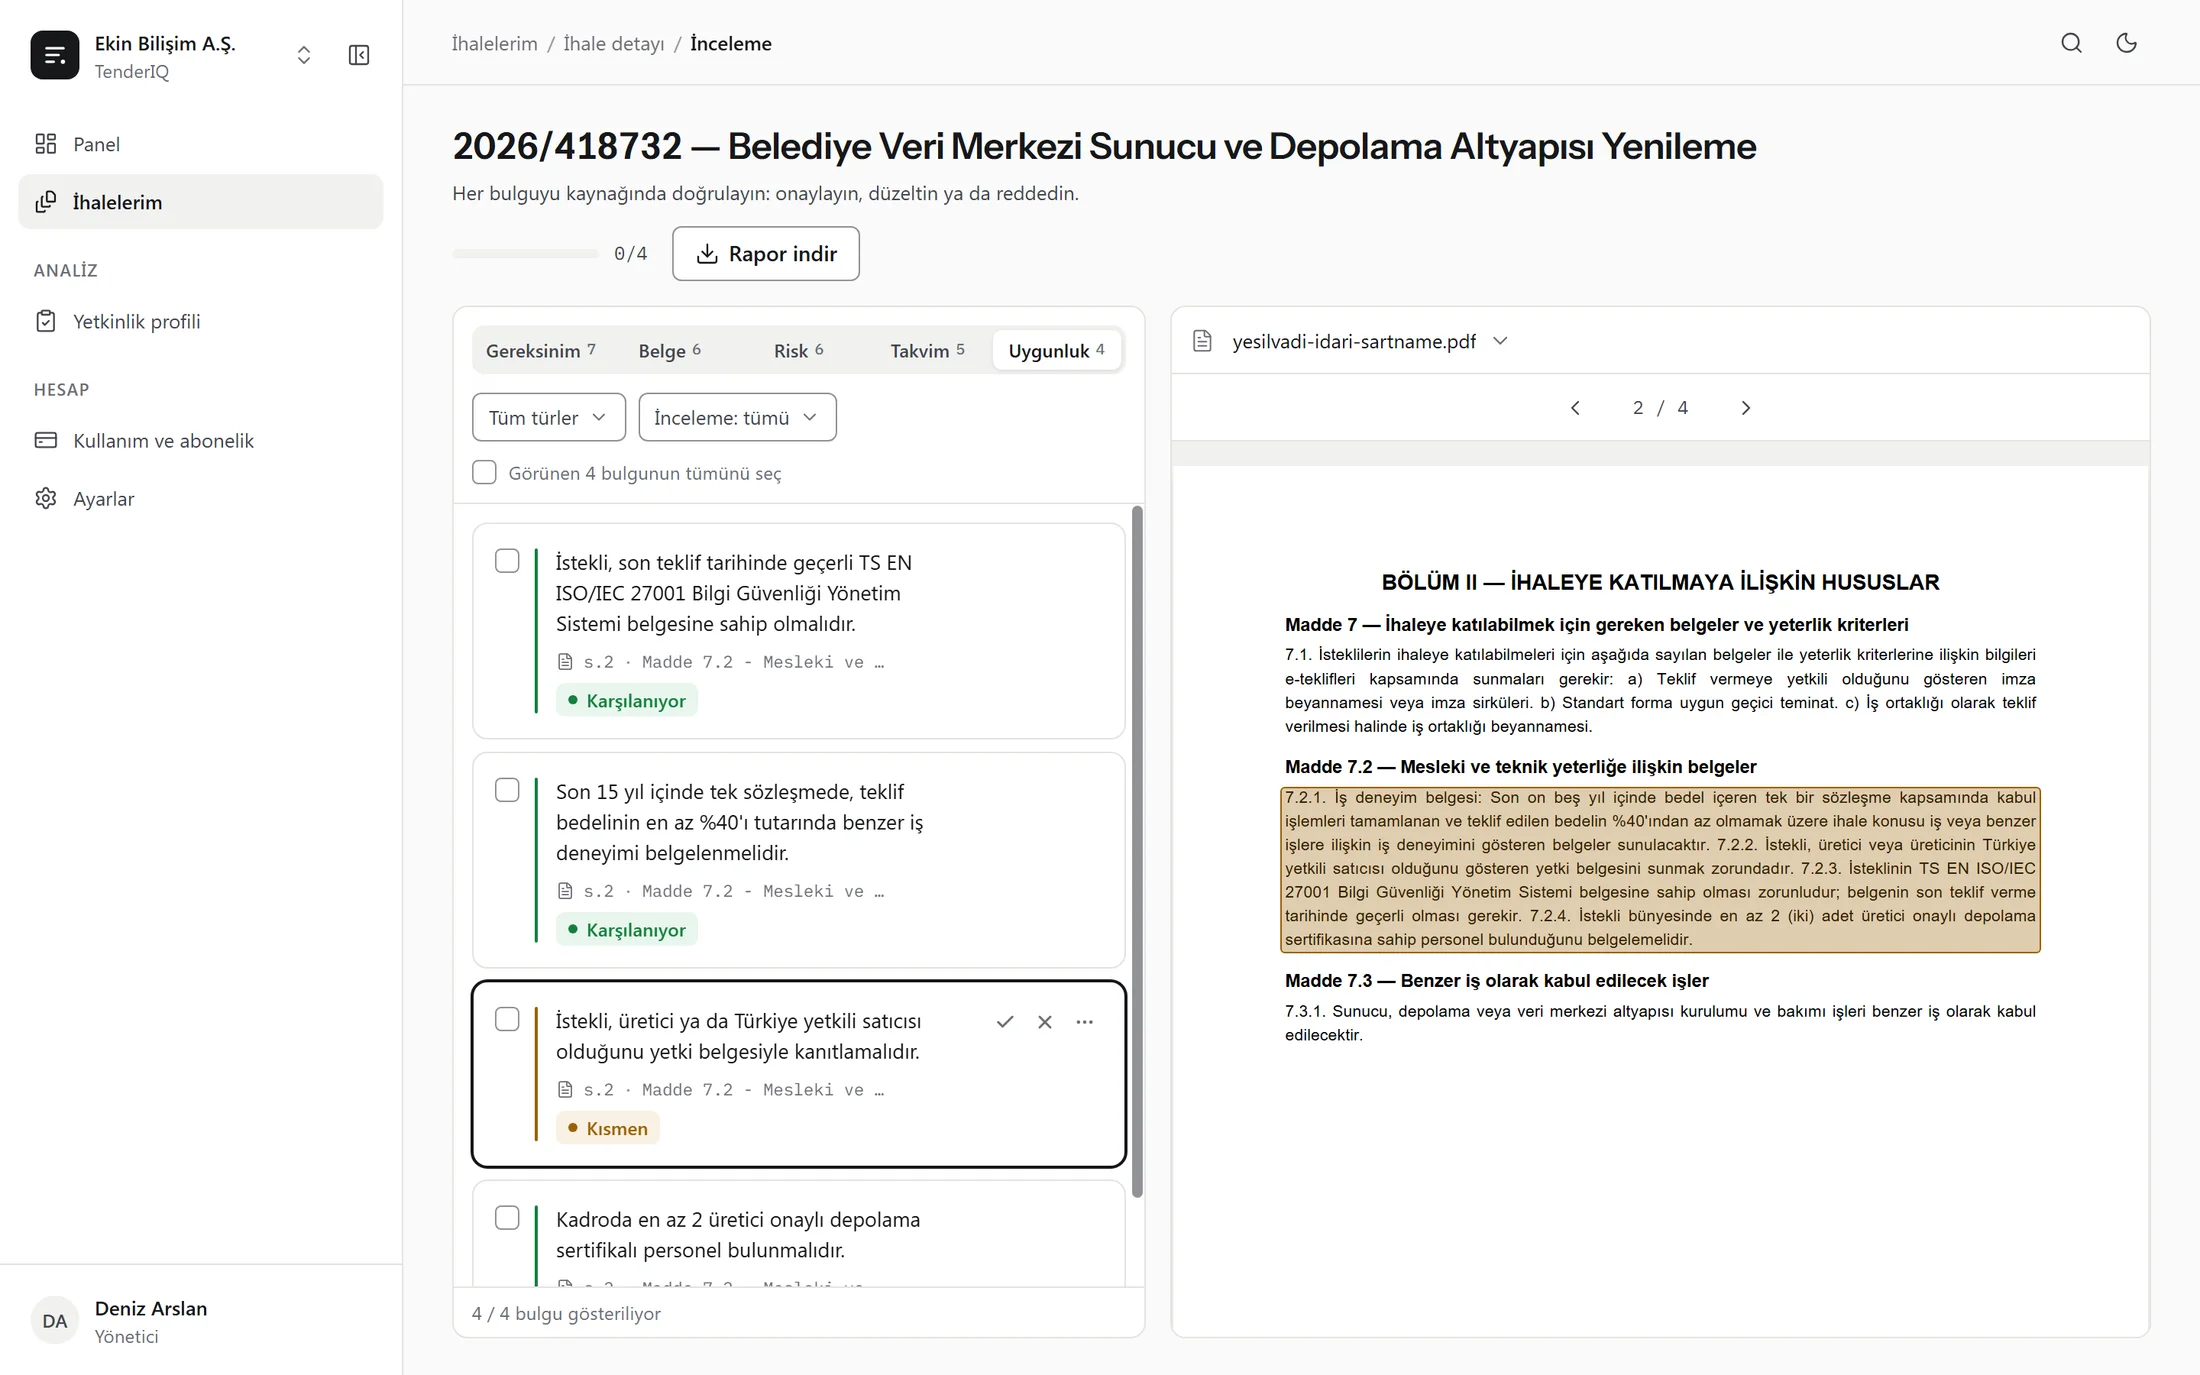 Ekin Bilişim A.Ş.
TenderIQ
Panel
İhalelerim
ANALİZ
Yetkinlik profili
HESAP
Kullanım ve abonelik
Ayarlar
DA
Deniz Arslan
Yönetici
İhalelerim / İhale detayı / İnceleme
2026/418732 — Belediye Veri Merkezi Sunucu ve Depolama Altyapısı Yenileme
Her bulguyu kaynağında doğrulayın: onaylayın, düzeltin ya da reddedin.
0/4
Rapor indir
Gereksinim 7
Belge 6
Risk 6
Takvim 5
Uygunluk 4
Tüm türler
İnceleme: tümü
Görünen 4 bulgunun tümünü seç
İstekli, son teklif tarihinde geçerli TS EN
ISO/IEC 27001 Bilgi Güvenliği Yönetim
Sistemi belgesine sahip olmalıdır.
s.2 · Madde 7.2 - Mesleki ve …
Karşılanıyor
Son 15 yıl içinde tek sözleşmede, teklif
bedelinin en az %40'ı tutarında benzer iş
deneyimi belgelenmelidir.
s.2 · Madde 7.2 - Mesleki ve …
Karşılanıyor
İstekli, üretici ya da Türkiye yetkili satıcısı
olduğunu yetki belgesiyle kanıtlamalıdır.
s.2 · Madde 7.2 - Mesleki ve …
Kısmen
Kadroda en az 2 üretici onaylı depolama
sertifikalı personel bulunmalıdır.
s.2 · Madde 7.2 - Mesleki ve
4 / 4 bulgu gösteriliyor
yesilvadi-idari-sartname.pdf
2 / 4
BÖLÜM II — İHALEYE KATILMAYA İLİŞKİN HUSUSLAR
Madde 7 — İhaleye katılabilmek için gereken belgeler ve yeterlik kriterleri
7.1. İsteklilerin ihaleye katılabilmeleri için aşağıda sayılan belgeler ile yeterlik kriterlerine ilişkin bilgileri
e-teklifleri kapsamında sunmaları gerekir: a) Teklif vermeye yetkili olduğunu gösteren imza
beyannamesi veya imza sirküleri. b) Standart forma uygun geçici teminat. c) İş ortaklığı olarak teklif
verilmesi halinde iş ortaklığı beyannamesi.
Madde 7.2 — Mesleki ve teknik yeterliğe ilişkin belgeler
7.2.1. İş deneyim belgesi: Son on beş yıl içinde bedel içeren tek bir sözleşme kapsamında kabul
işlemleri tamamlanan ve teklif edilen bedelin %40'ından az olmamak üzere ihale konusu iş veya benzer
işlere ilişkin iş deneyimini gösteren belgeler sunulacaktır. 7.2.2. İstekli, üretici veya üreticinin Türkiye
yetkili satıcısı olduğunu gösteren yetki belgesini sunmak zorundadır. 7.2.3. İsteklinin TS EN ISO/IEC
27001 Bilgi Güvenliği Yönetim Sistemi belgesine sahip olması zorunludur; belgenin son teklif verme
tarihinde geçerli olması gerekir. 7.2.4. İstekli bünyesinde en az 2 (iki) adet üretici onaylı depolama
sertifikasına sahip personel bulunduğunu belgelemelidir.
Madde 7.3 — Benzer iş olarak kabul edilecek işler
7.3.1. Sunucu, depolama veya veri merkezi altyapısı kurulumu ve bakımı işleri benzer iş olarak kabul
edilecektir.